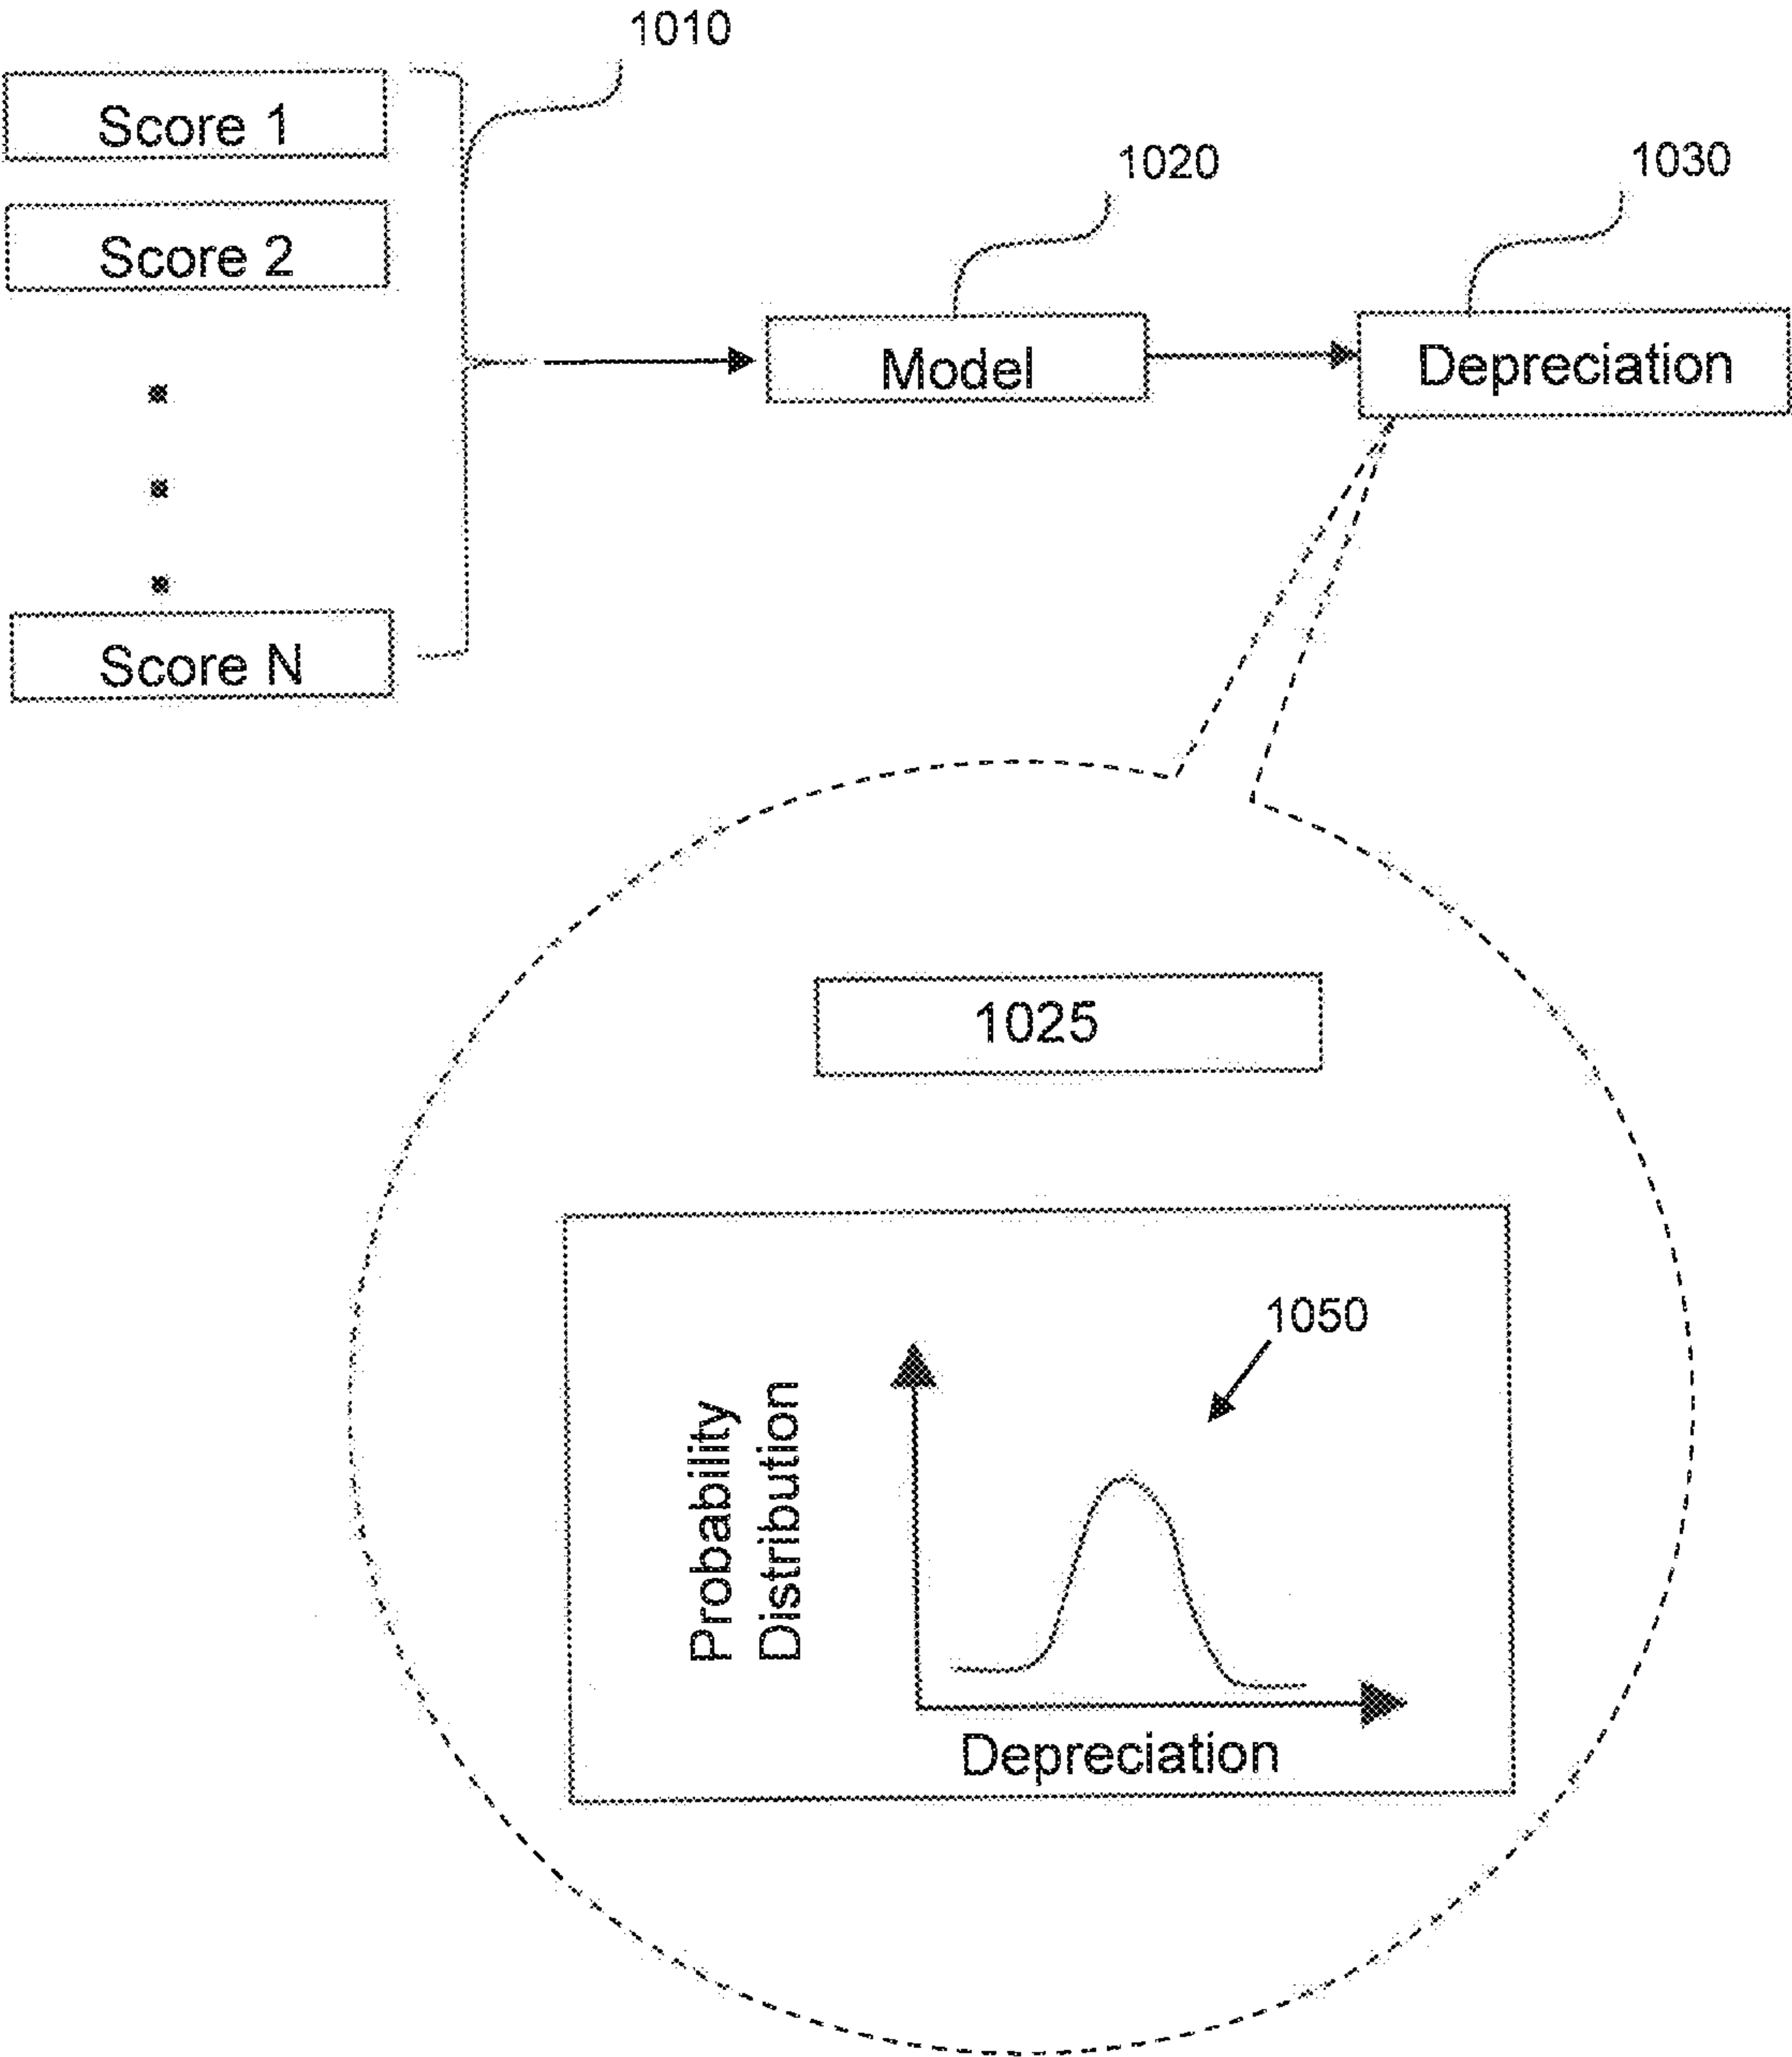 1010
Score 1
1020
1030
Score 2
Model
Depreciation
Score N
1025
1050
Probability
Distribution
Depreciation